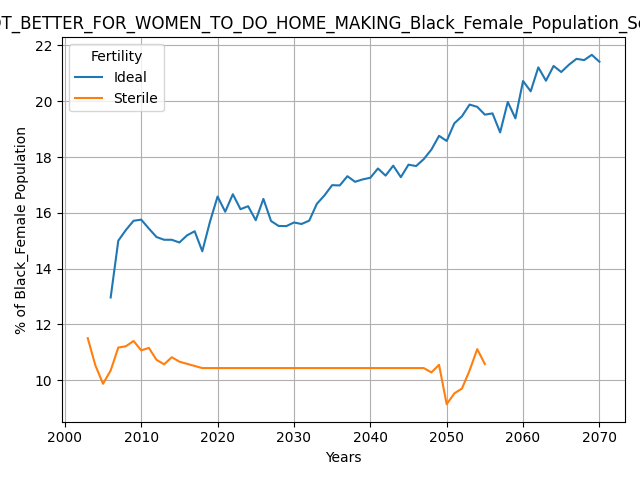 _BETTER_FOR_WOMEN_TO_DO_HOME_MAKING_Black_Female_Population_
Fertility
Ideal
Sterile
% of Black_Female Population
22
20
18
16
14
12
10
2000 2010 2020 2030 2040 2050 2060 2070
Years